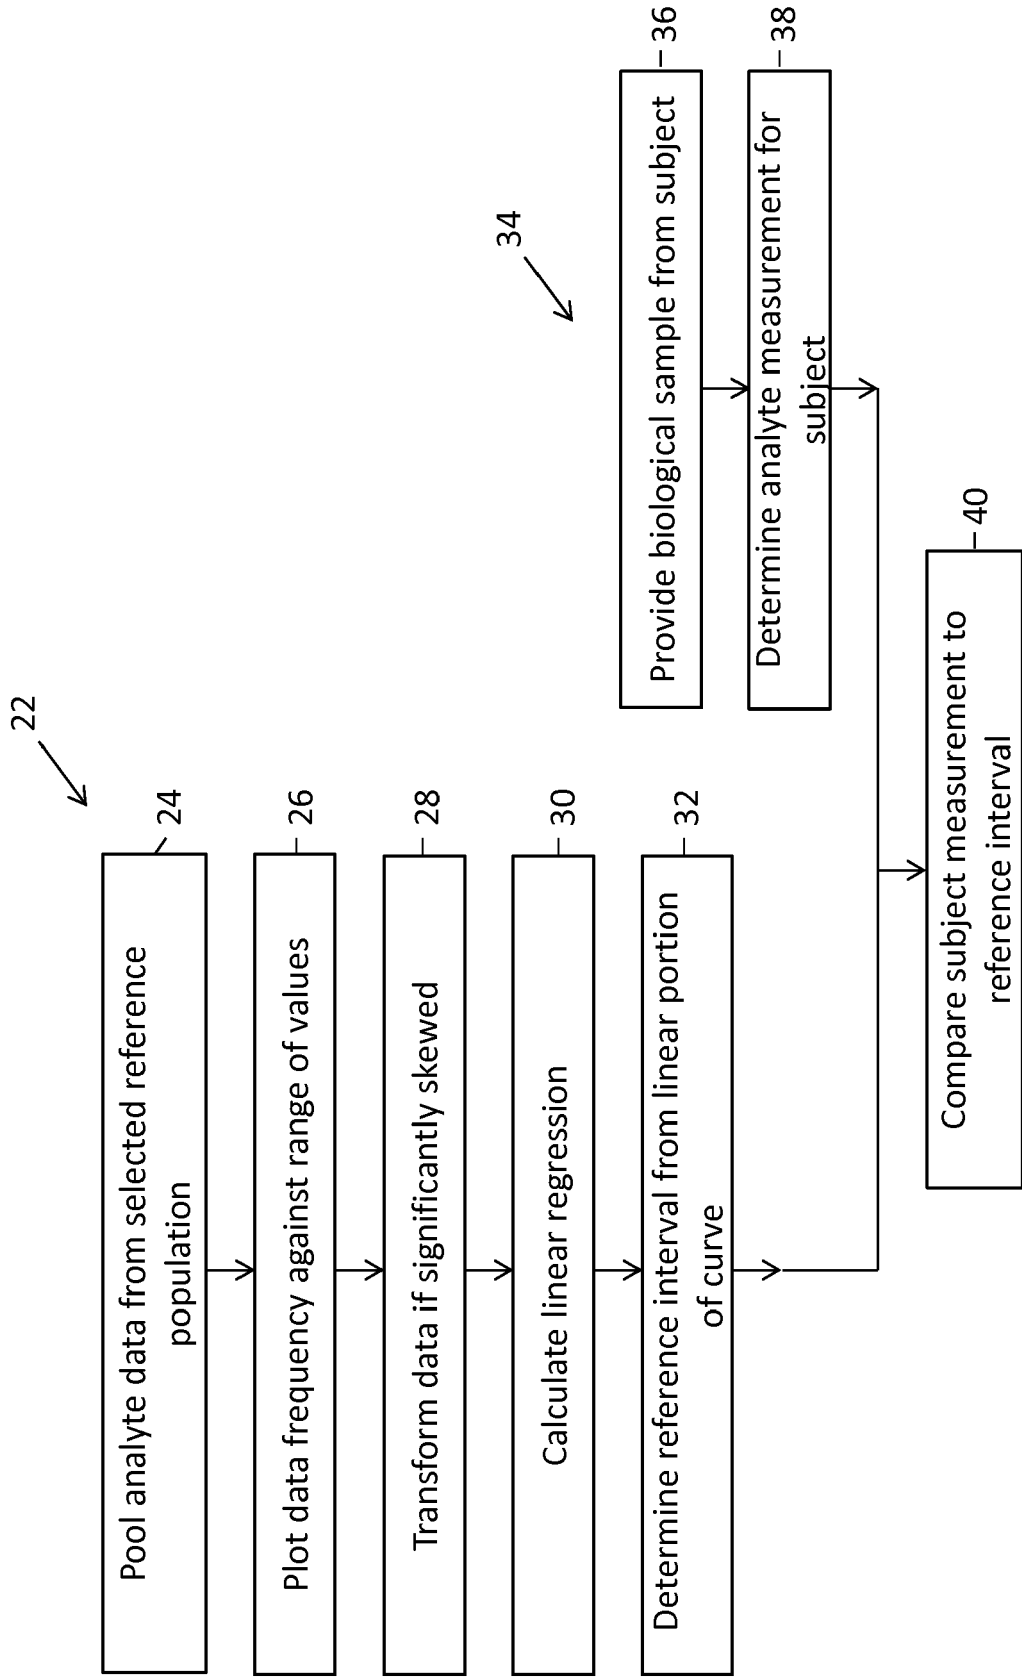 22
Pool analyte data from selected reference
population
24
Plot data frequency against range of values
26
Transform data if significantly skewed
28
Calculate linear regression
30
Determine reference interval from linear portion
of curve
32
34
Provide biological sample from subject
36
Determine analyte measurement for
subject
38
Compare subject measurement to
reference interval
40